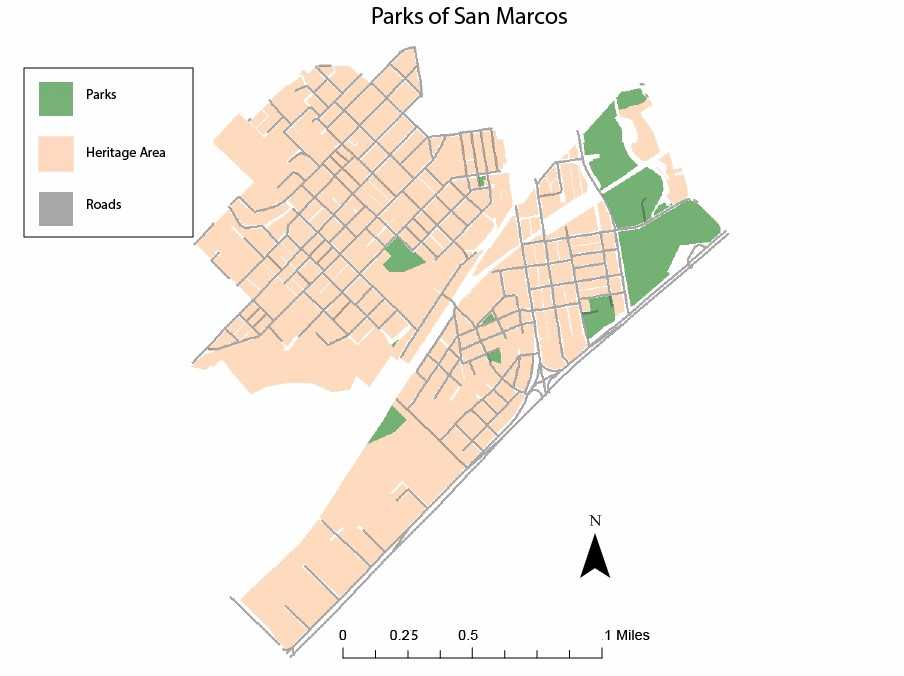 Parks of San Marcos
Parks
Heritage Area
Roads
N
0 0.25 0.5 1 Miles